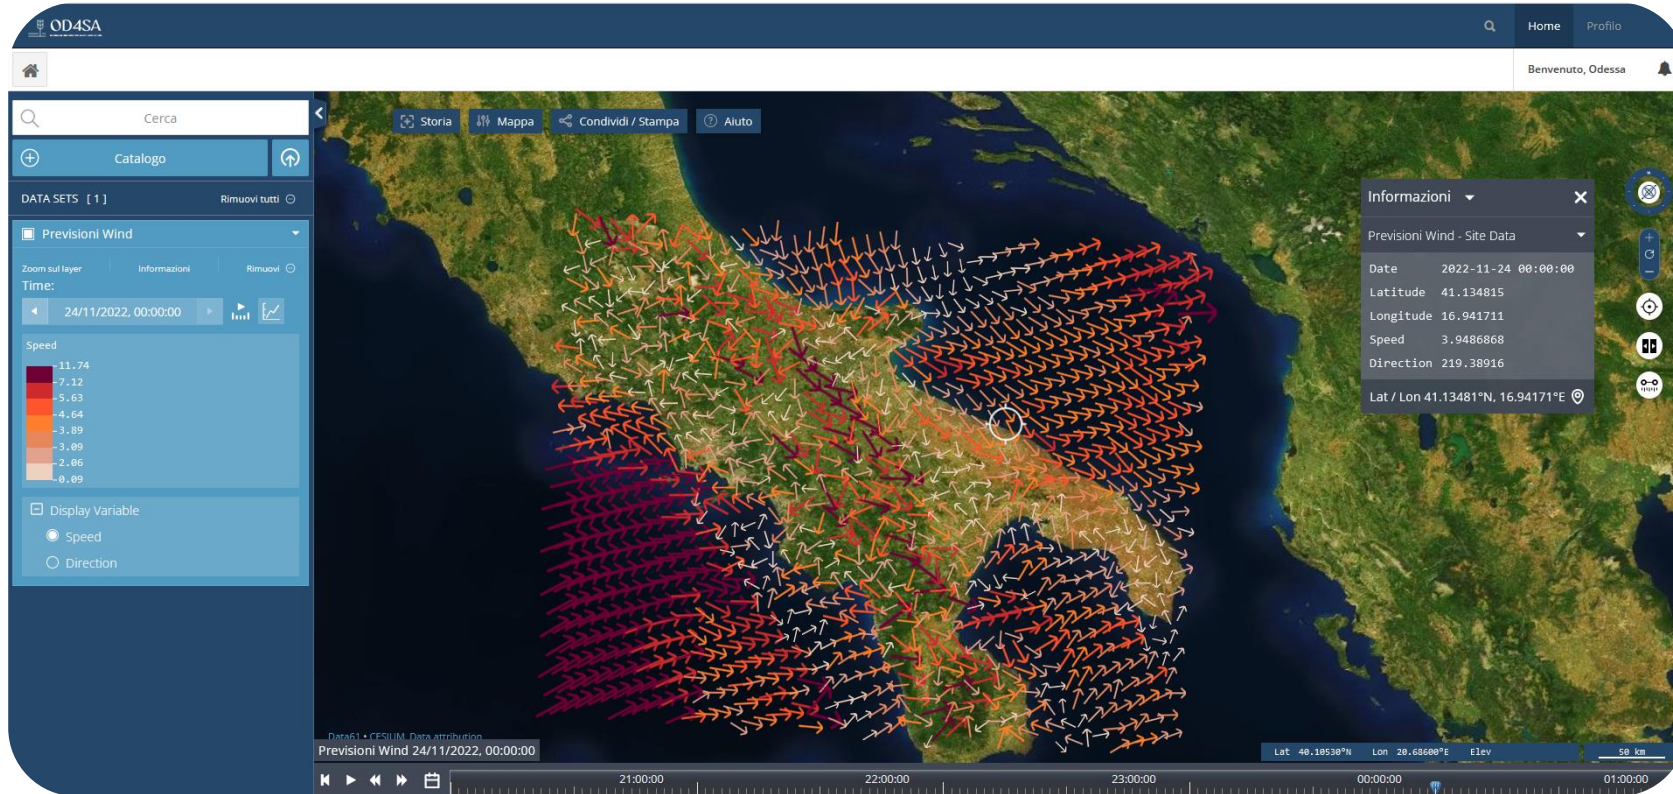 OD4SA
Home
Profilo
Benvenuto, Odessa
Cerca
Catalogo
DATA SETS [ 1 ]
Rimuovi tutti
Previsioni Wind
Zoom sul layer
Informazioni
Rimuovi
Time:
24/11/2022, 00:00:00
Speed
11.74
7.12
5.63
4.64
3.89
3.09
2.06
0.09
Display Variable
Speed
Direction
Storia
Mappa
Condividi / Stampa
Aiuto
Informazioni
Previsioni Wind - Site Data
Date 2022-11-24 00:00:00
Latitude 41.134815
Longitude 16.941711
Speed 3.9486868
Direction 219.38916
Lat / Lon 41.13481°N, 16.94171°E
Data61 • CESIUM Data attribution
Previsioni Wind 24/11/2022, 00:00:00
Lat 40.10530°N Lon 20.68600°E Elev
50 km
21:00:00
22:00:00
23:00:00
00:00:00
01:00:00